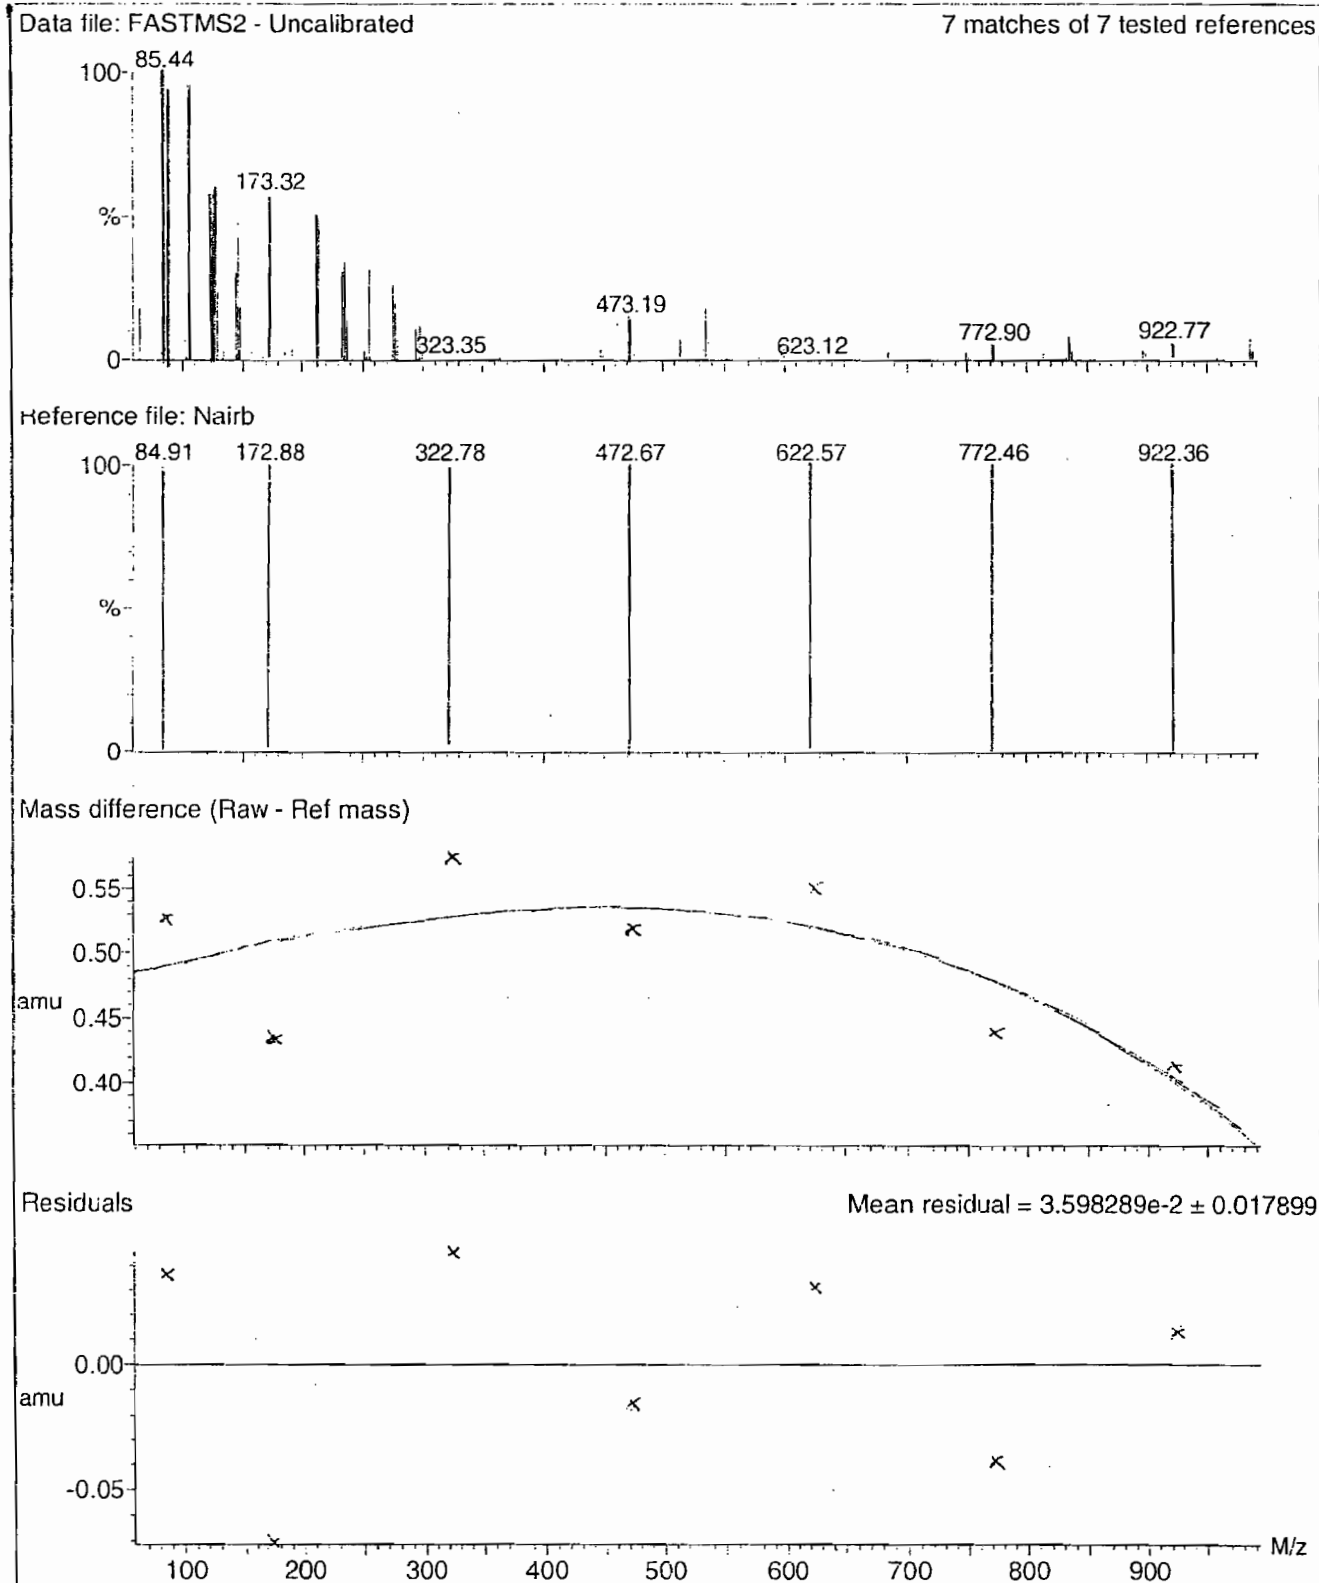 Data file: FASTMS2 - Uncalibrated 7 matches of 7 tested references
85.44
100
173.32
%
473.19
323.35 623.12 772.90 922.77
0
Reference file: Nairb
84.91 172.88 322.78 472.67 622.57 772.46 922.36
100
%
0
Mass difference (Raw - Ref mass)
0.55
0.50
amu
0.45
0.40
Residuals Mean residual = 3.598289e-2 ± 0.017899
0.00
amu
-0.05
M/z
100 200 300 400 500 600 700 800 900